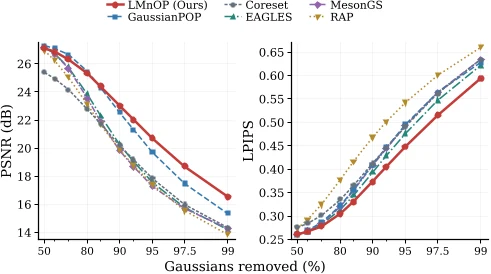 LMnOP (Ours) Coreset MesonGS
GaussianPOP EAGLES RAP
PSNR (dB)
26
24
22
20
18
16
14
50 80 90 95 97.5 99
LPIPS
0.65
0.60
0.55
0.50
0.45
0.40
0.35
0.30
0.25
50 80 90 95 97.5 99
Gaussians removed (%)